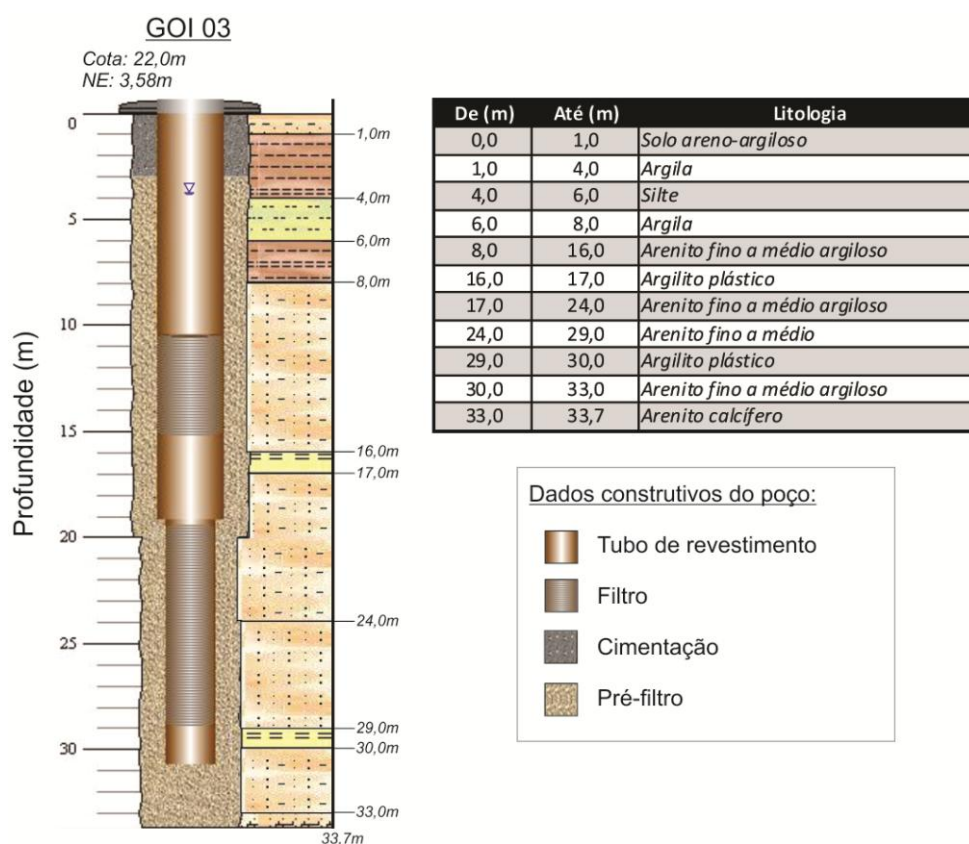 GOI 03
Cota: 22,0m
NE: 3,58m
Profundidade (m)
0
5
10
15
20
25
30
1,0m
4,0m
6,0m
8,0m
16,0m
17,0m
24,0m
29,0m
30,0m
33,0m
33,7m
De (m) Até (m) Litologia
0,0 1,0 Solo areno-argiloso
1,0 4,0 Argila
4,0 6,0 Silte
6,0 8,0 Argila
8,0 16,0 Arenito fino a médio argiloso
16,0 17,0 Argilito plástico
17,0 24,0 Arenito fino a médio argiloso
24,0 29,0 Arenito fino a médio
29,0 30,0 Argilito plástico
30,0 33,0 Arenito fino a médio argiloso
33,0 33,7 Arenito calcífero
Dados construtivos do poço:
Tubo de revestimento
Filtro
Cimentação
Pré-filtro